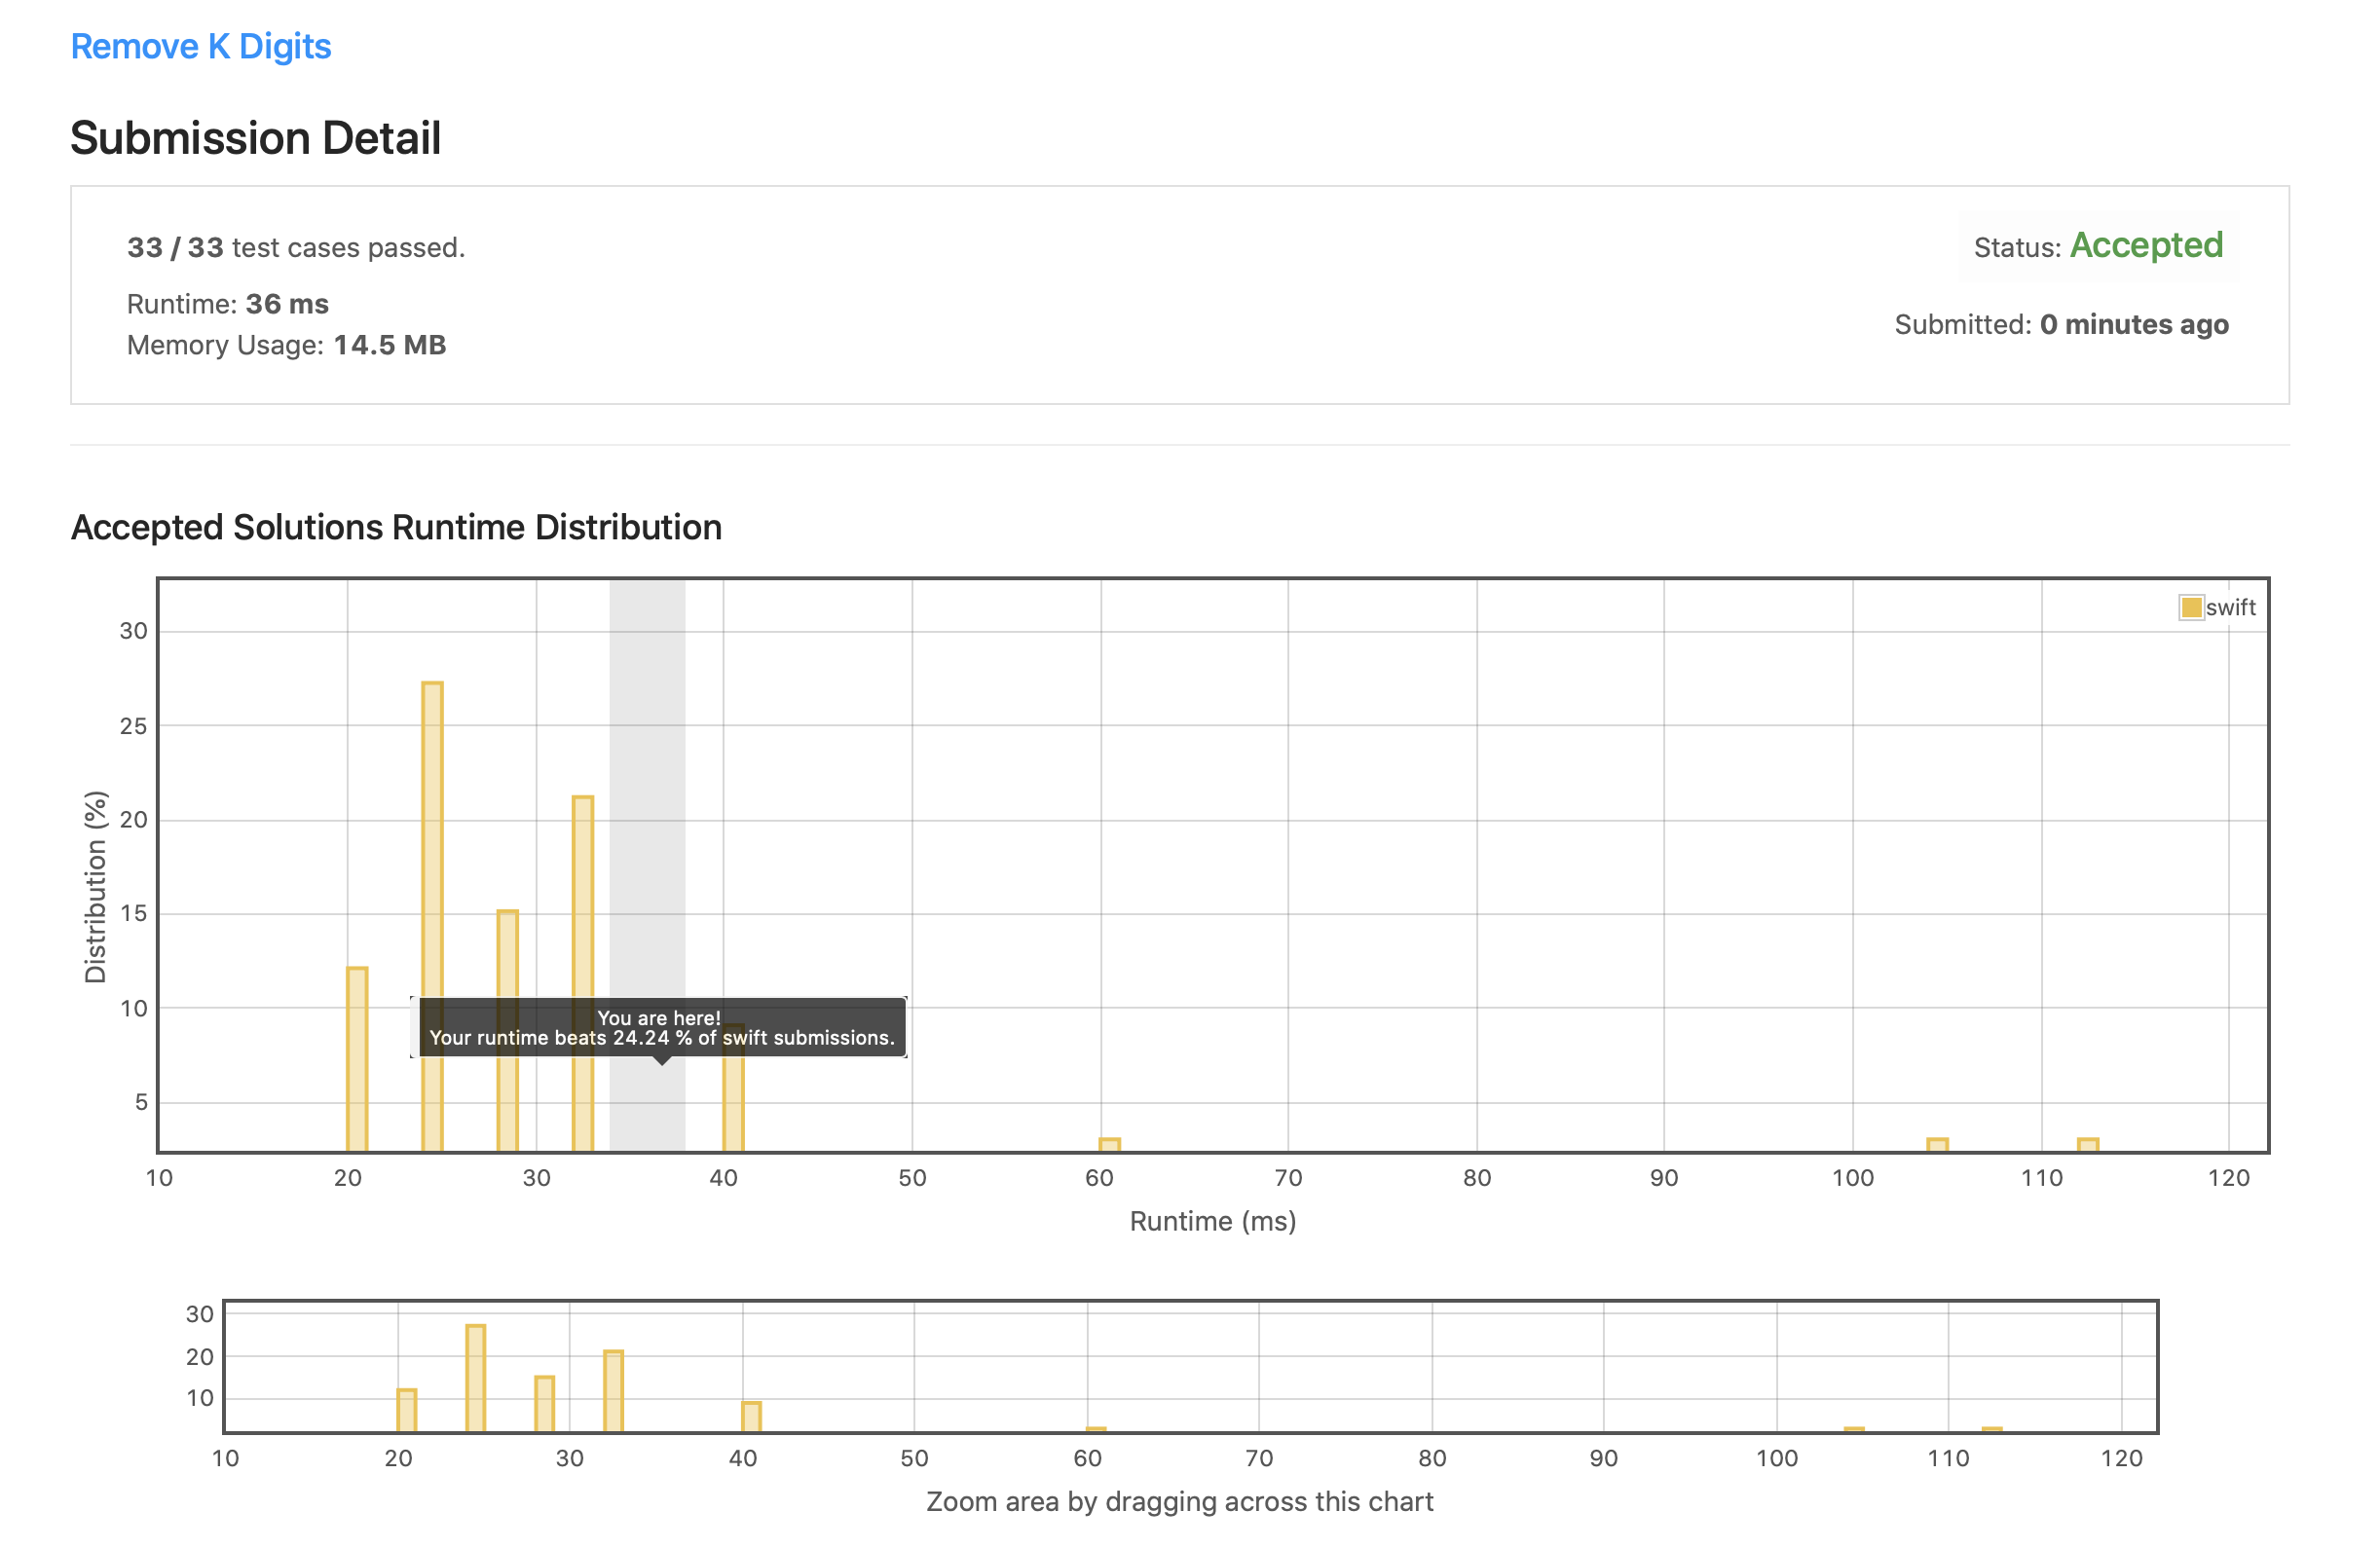 Remove K Digits
Submission Detail
33 / 33 test cases passed.
Status: Accepted
Runtime: 36 ms
Submitted: 0 minutes ago
Memory Usage: 14.5 MB
Accepted Solutions Runtime Distribution
swift
30
25
20
15
10
5
Distribution (%)
You are here!
Your runtime beats 24.24 % of swift submissions.
10 20 30 40 50 60 70 80 90 100 110 120
Runtime (ms)
30
20
10
10 20 30 40 50 60 70 80 90 100 110 120
Zoom area by dragging across this chart